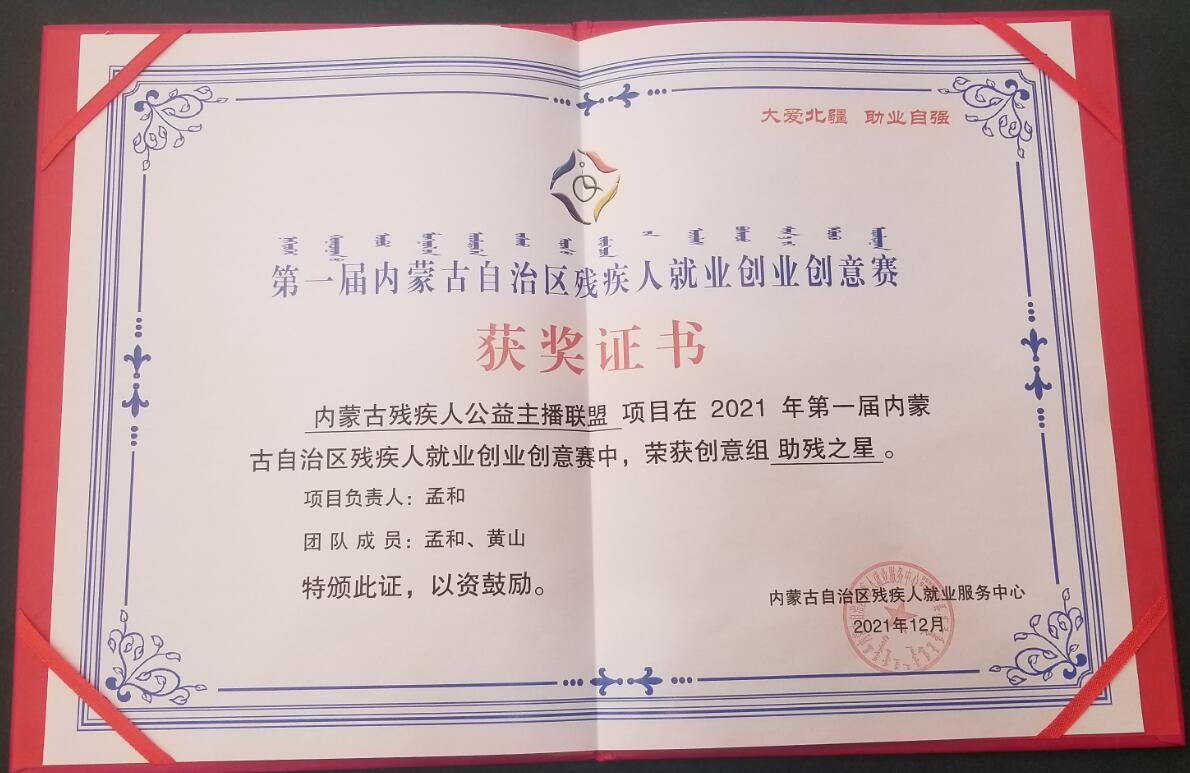 大爱北疆 助业自强
第一届内蒙古自治区残疾人就业创业创意赛
获奖证书
内蒙古残疾人公益主播联盟 项目在 2021 年第一届内蒙
古自治区残疾人就业创业创意赛中，荣获创意组 助残之星 。
项目负责人：孟和
团 队 成 员：孟和、黄山
特颁此证，以资鼓励。
内蒙古自治区残疾人就业服务中心
2021年12月